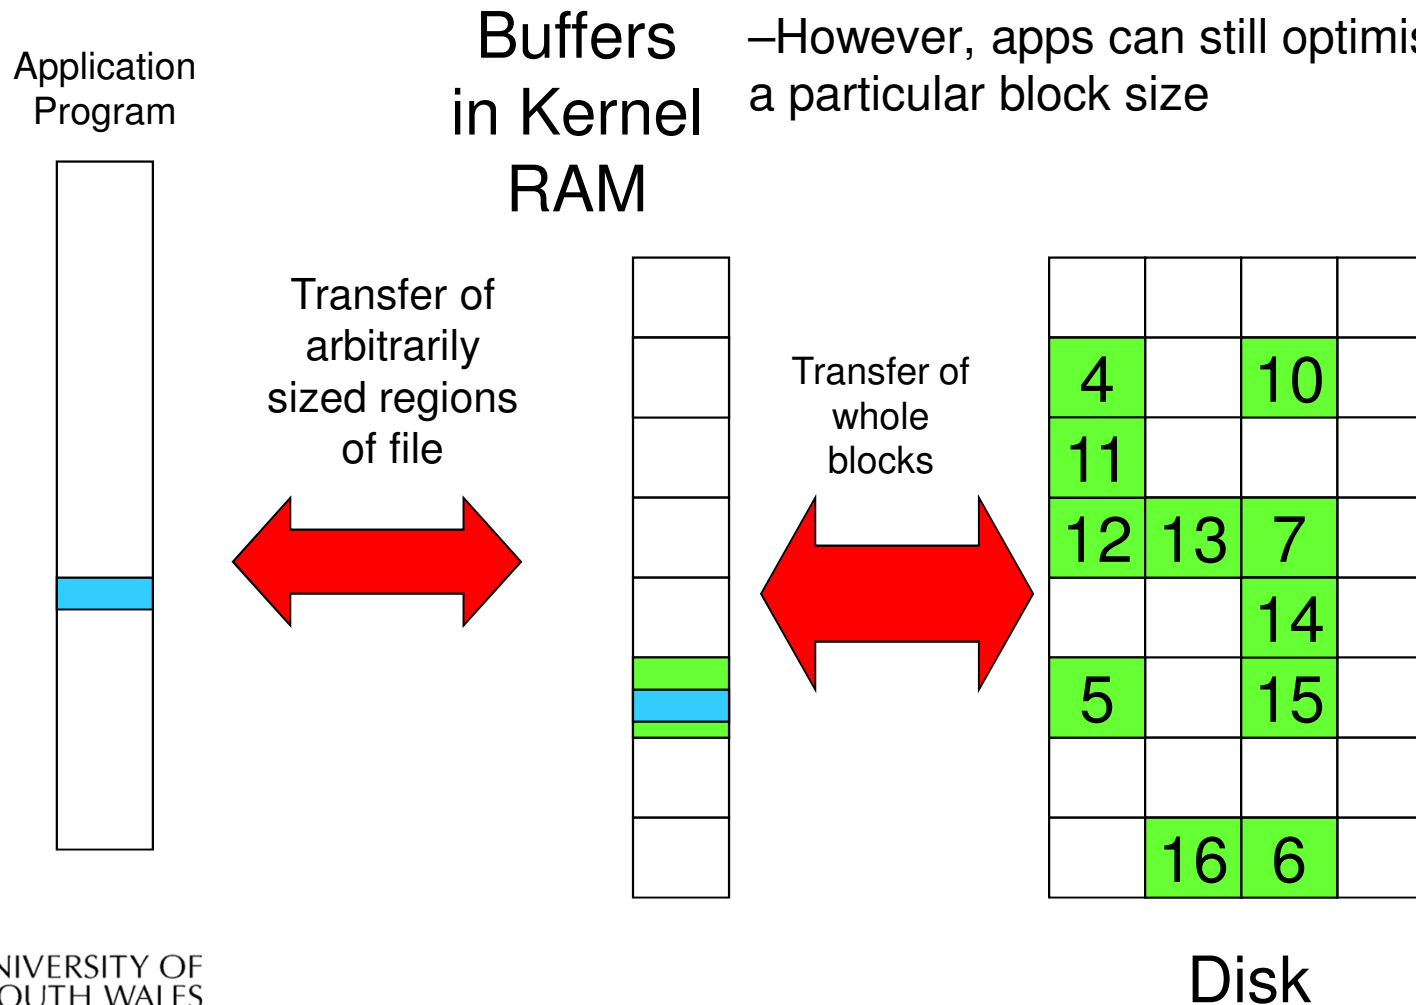 Buffers
in Kernel
RAM
–However, apps can still optimis
a particular block size
Application
Program
Transfer of
arbitrarily
sized regions
of file
Transfer of
whole
blocks
4 10
11
12 13 7
14
5 15
16 6
Disk
NIVERSITY OF
OUTH WALES